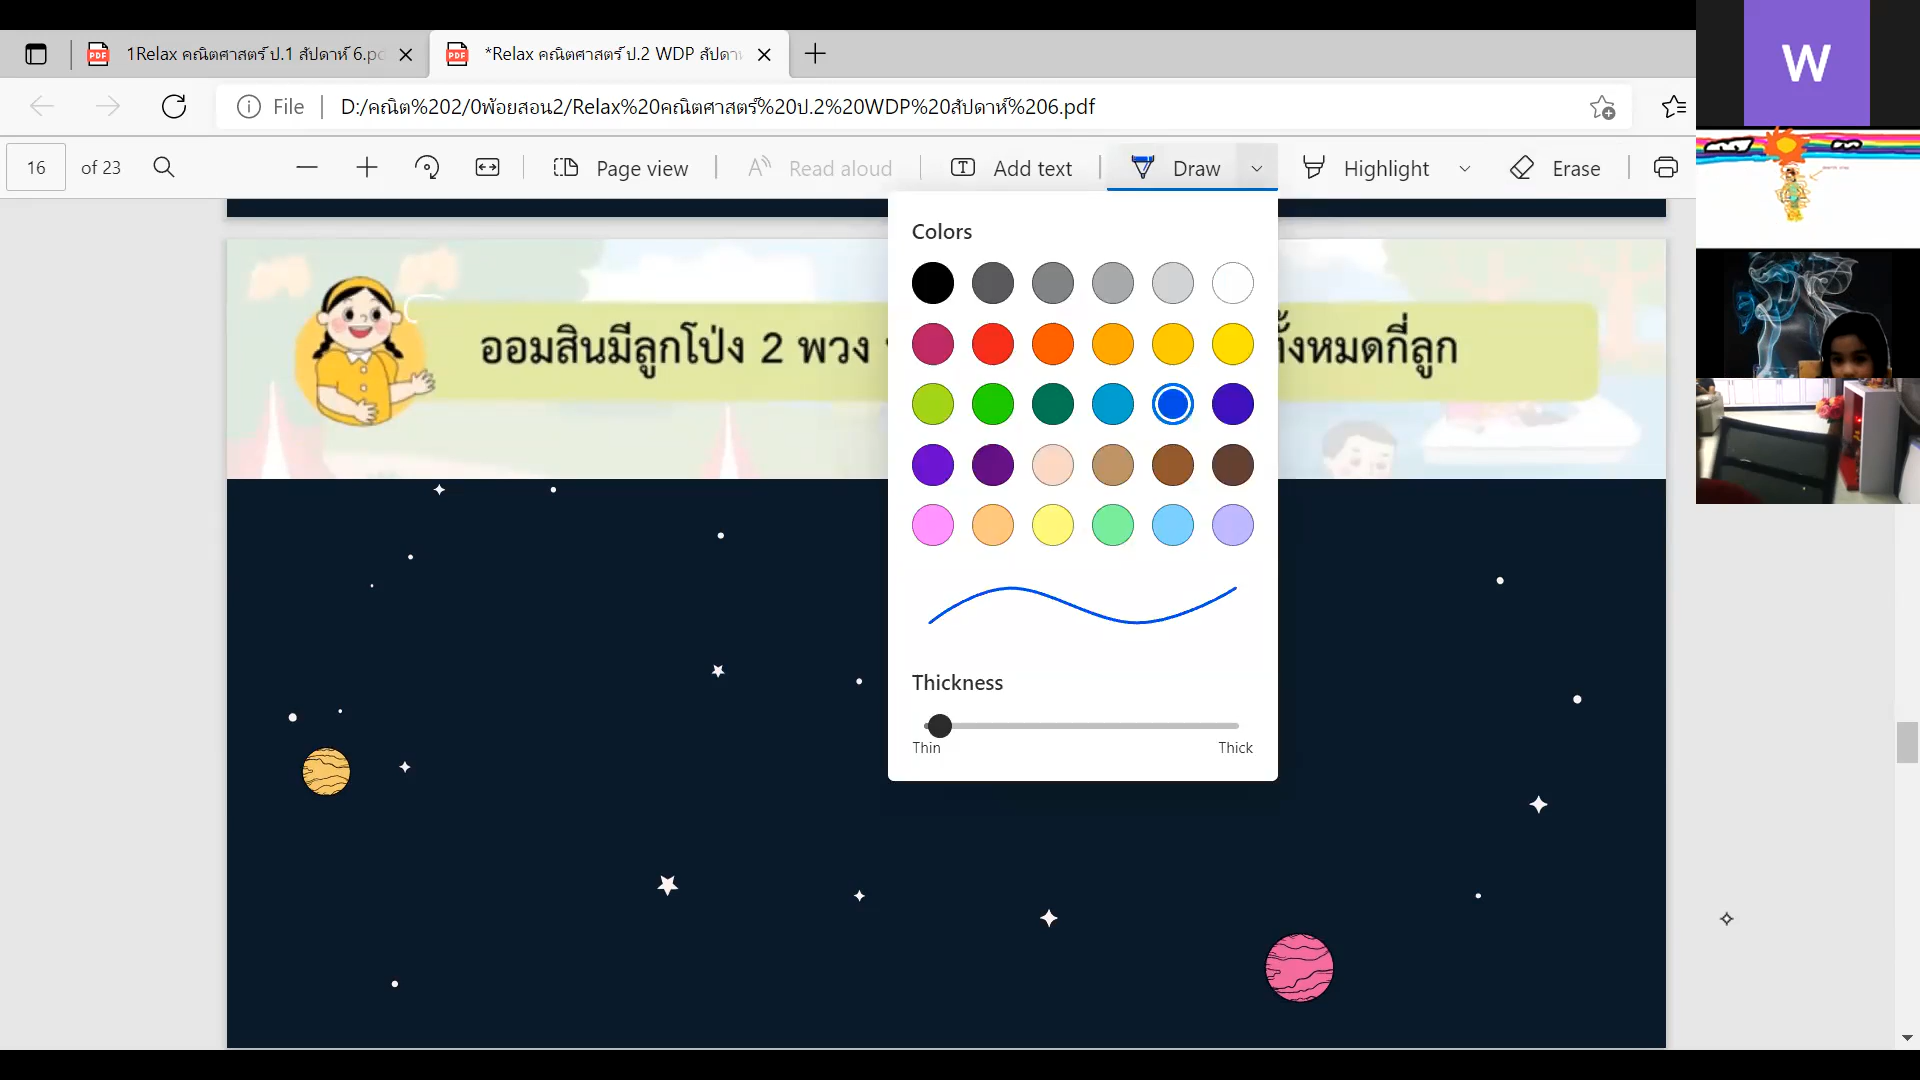 1Relax คณิตศาสตร์ ป.1 สัปดาห์ 6.pd
*Relax คณิตศาสตร์ ป.2 WDP สัปดา
File
D:/คณิต%202/0พ้อยสอน2/Relax%20คณิตศาสตร์%20ป.2%20WDP%20สัปดาห์%206.pdf
16 of 23
Page view
Read aloud
Add text
Draw
Highlight
Erase
W
Colors
ออมสินมีลูกโป่ง 2 พวง
ั้งหมดกี่ลูก
Thickness
Thin
Thick